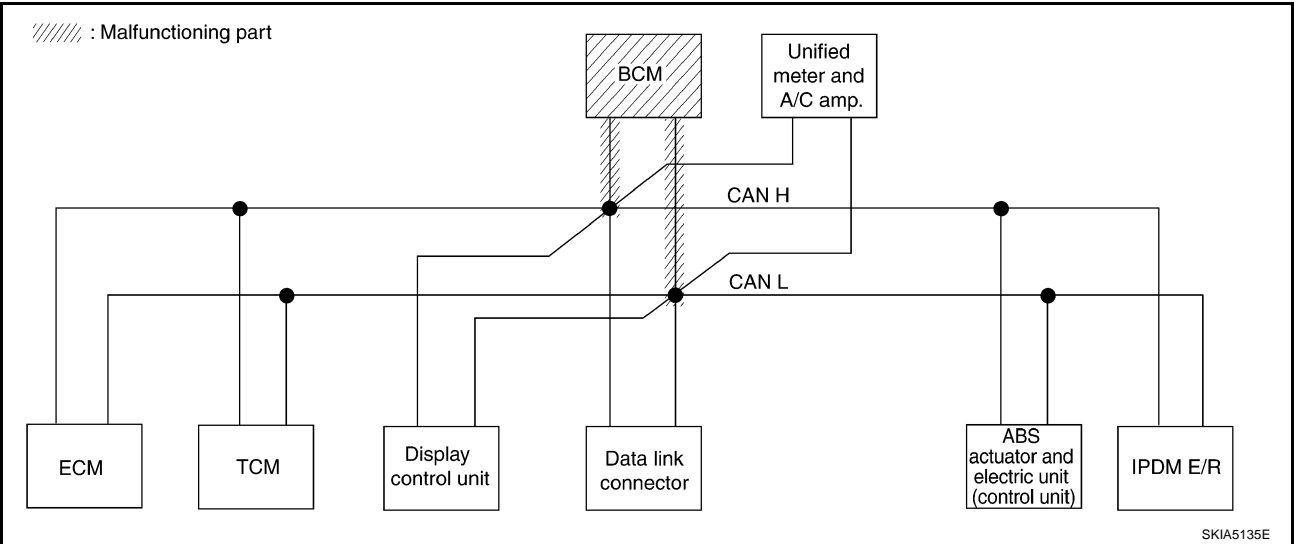 : Malfunctioning part
BCM
Unified
meter and
A/C amp.
CAN H
CAN L
ECM
TCM
Display
control unit
Data link
connector
ABS
actuator and
electric unit
(control unit)
IPDM E/R
SKIA5135E